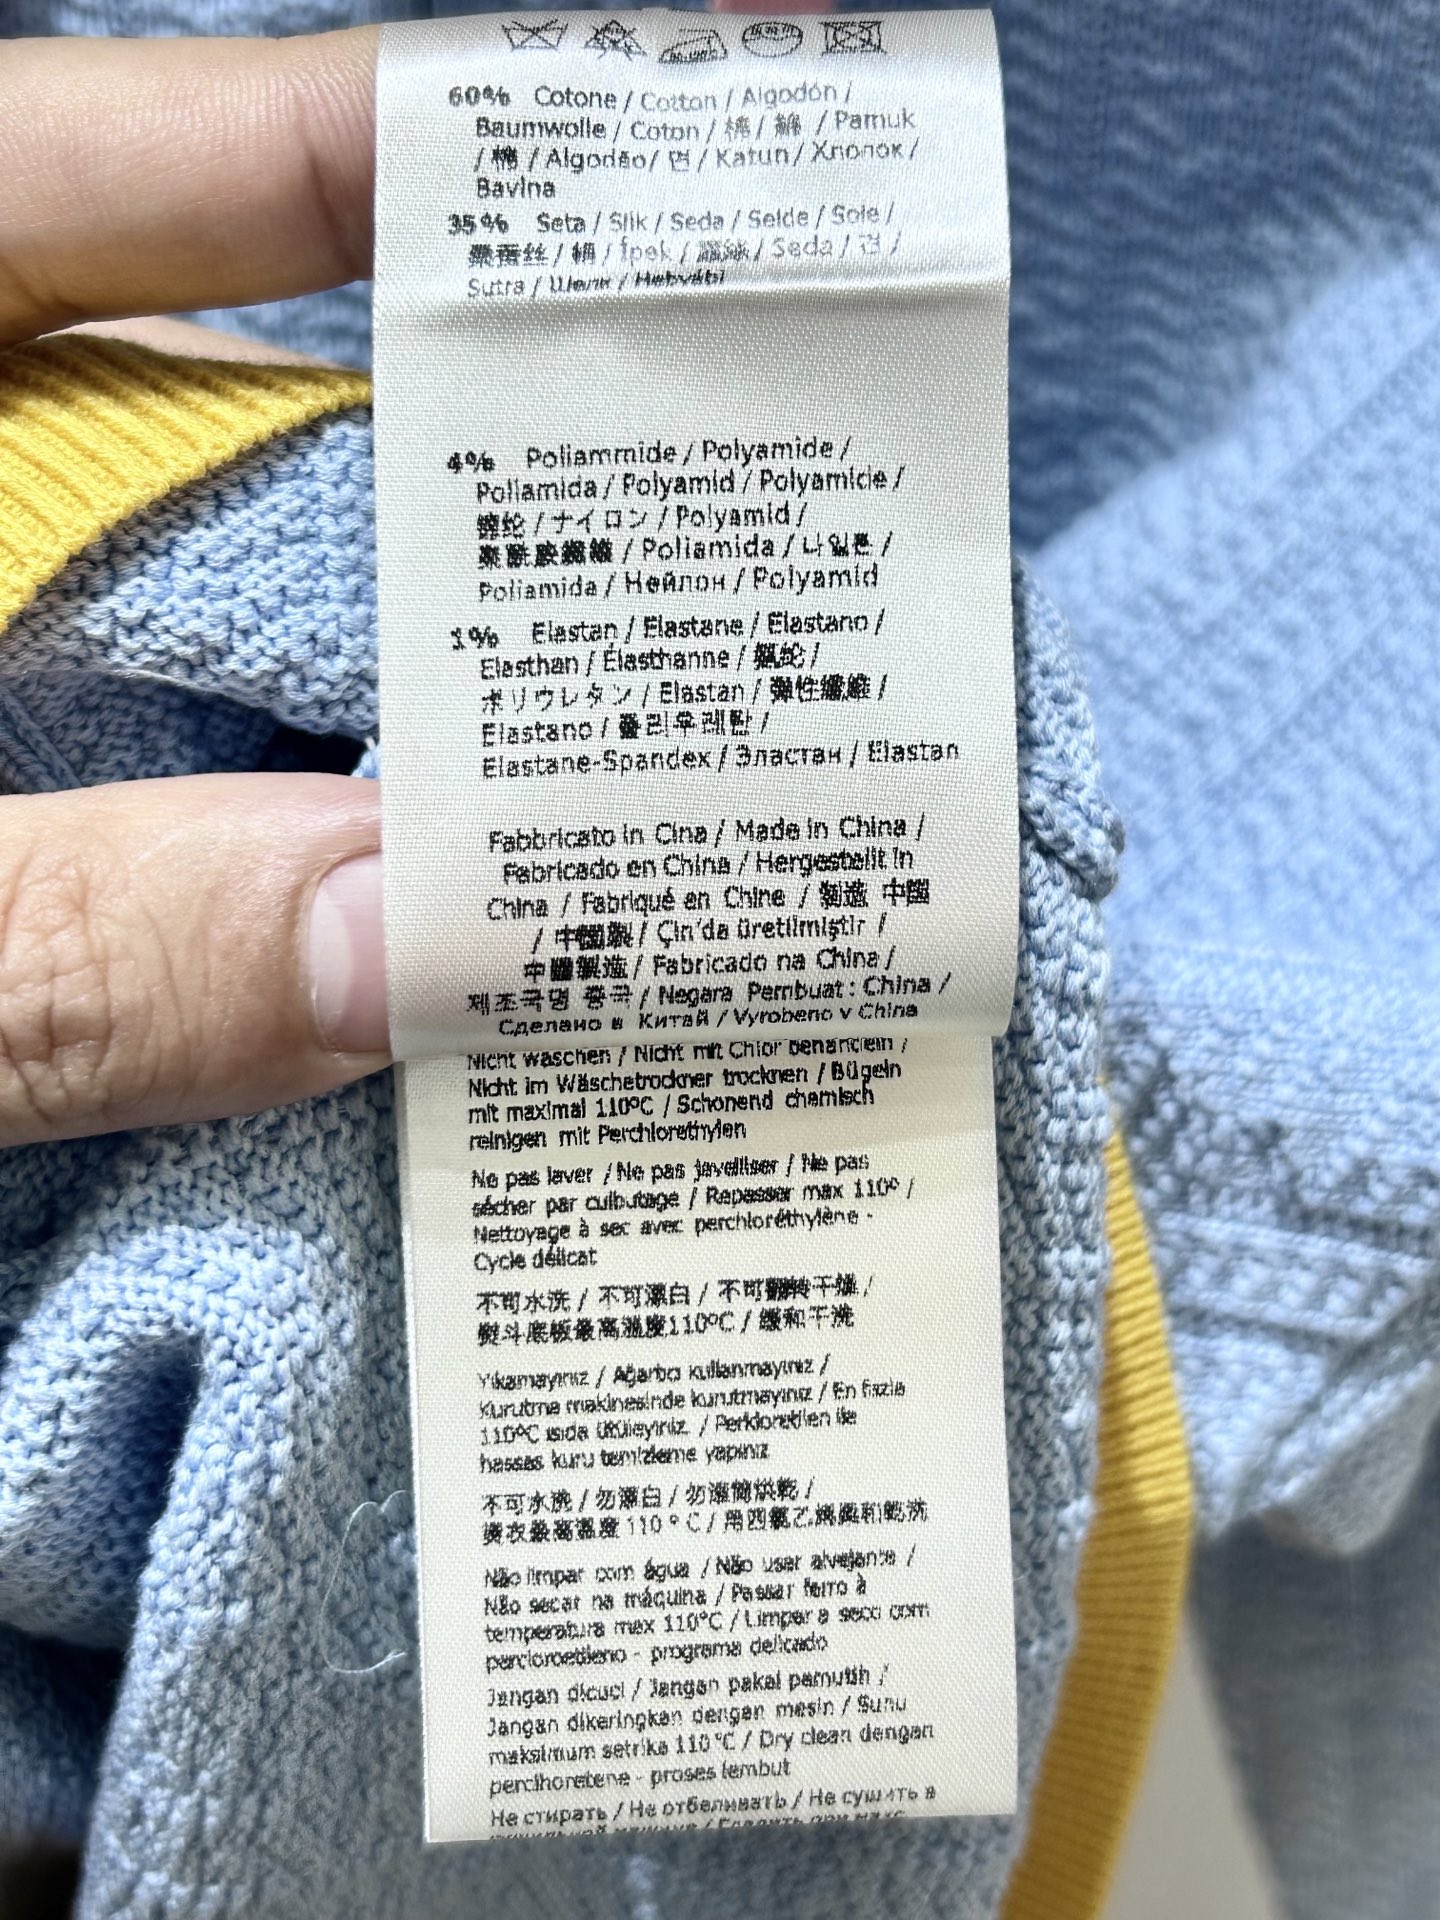 60% Cotone / Cotton / Algodón /
Baumwolle / Coton / 棉 / 綿 / Pamuk
/ 棉 / Algodão / 면 / Katun / Хлопок /
Bavlna
35% Seta / Silk / Seda / Seide / Soie /
桑蚕丝 / 絹 / İpek / / Seda / 견 /
Sutra / Шелк / Hebvábí
4% Poliammide / Polyamide /
Poliamida / Polyamid / Polyamide /
锦纶 / ナイロン / Polyamid /
聚酰胺纖維 / Poliamida / 나일론 /
Poliamida / Нейлон / Polyamid
1% Elastan / Elastane / Elastano /
Elasthan / Élasthanne / 氨纶 /
ポリウレタン / Elastan / 彈性纖維 /
Elastano / 폴리우레탄 /
Elastane-Spandex / Эластан / Elastan
Fabbricato in Cina / Made in China /
Fabricado en China / Hergestellt in
China / Fabriqué en Chine / 制造 中国
/ 中国製 / Çin'da üretilmiştir /
中國製造 / Fabricado na China /
제조국명 중국 / Negara Pembuat : China /
Сделано в Китай / Vyrobeno v China
Nicht waschen / Nicht mit Chlor behandeln /
Nicht im Wäschetrockner trocknen / Bügeln
mit maximal 110°C / Schonend chemisch
reinigen mit Perchlorethylen
Ne pas laver / Ne pas javelliser / Ne pas
sécher par culbutage / Repasser max 110° /
Nettoyage à sec avec perchloréthylène -
Cycle délicat
不可水洗 / 不可漂白 / 不可翻转干燥 /
熨斗底板最高温度110°C / 缓和干洗
Yıkamayınız / Ağartıcı kullanmayınız /
Kurutma makinesinde kurutmayınız / En fazla
110°C ısıda ütüleyiniz. / Perkloretilen ile
hassas kuru temizleme yapınız
不可水洗 / 勿漂白 / 勿滾筒烘乾 /
最高溫度 110 ° C / 用四氯乙烯 和乾洗
Não limpar com água / Não usar alvejante /
Não secar na máquina / Passar ferro à
temperatura max 110°C / Limpar a seco com
percloroetileno - programa delicado
Jangan dicuci / Jangan pakai pemutih /
Jangan dikeringkan dengan mesin / Suhu
maksimum setrika 110 °C / Dry clean dengan
perclhoretene - proses lembut
Не стирать / Не отбеливать / Не сушить в